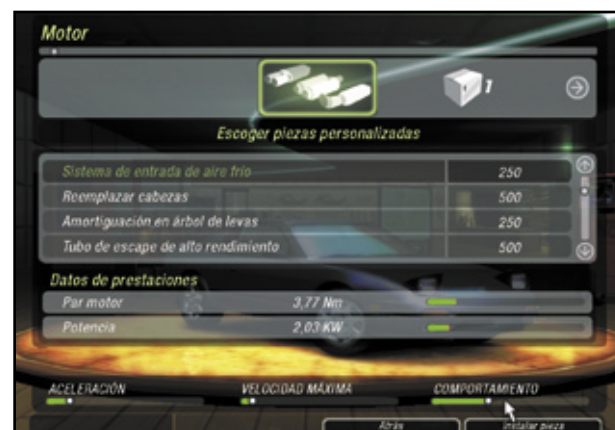 Motor
1
Escoger piezas personalizadas
Sistema de entrada de aire frío 250
Reemplazar cabezas 500
Amortiguación en árbol de levas 250
Tubo de escape de alto rendimiento 500
Datos de prestaciones
Par motor 3,77 Nm
Potencia 2,03 KW
ACELERACIÓN VELOCIDAD MÁXIMA COMPORTAMIENTO
Atrás Instalar pieza